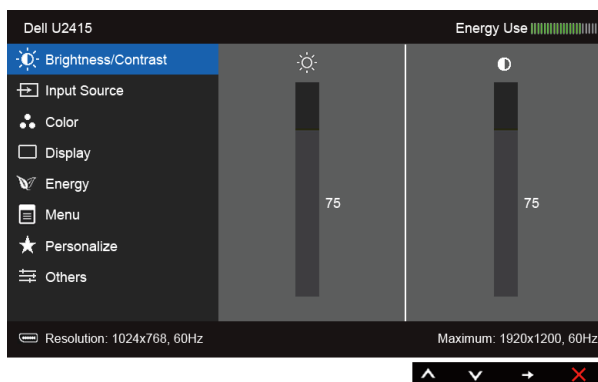 Dell U2415
Energy Use
Brightness/Contrast
Input Source
Color
Display
Energy
Menu
Personalize
Others
75
75
Resolution: 1024x768, 60Hz
Maximum: 1920x1200, 60Hz